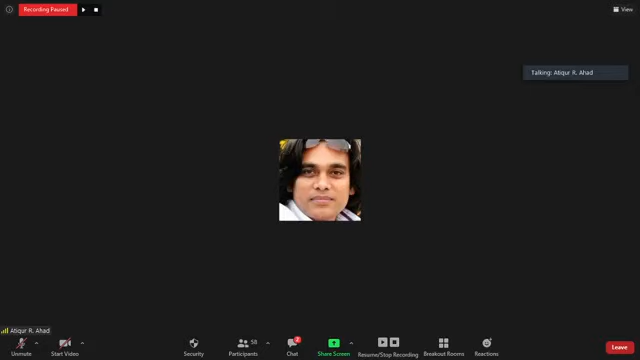 Recording Paused
View
Talking: Atiqur R. Ahad
Atiqur R. Ahad
Unmute
Start Video
Security
Participants
58
Chat
2
Share Screen
Resume/Stop Recording
Breakout Rooms
Reactions
Leave